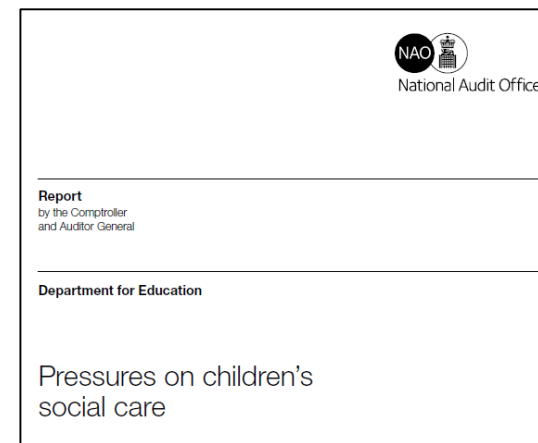 NAO
National Audit Office
Report
by the Comptroller
and Auditor General
Department for Education
Pressures on children's
social care